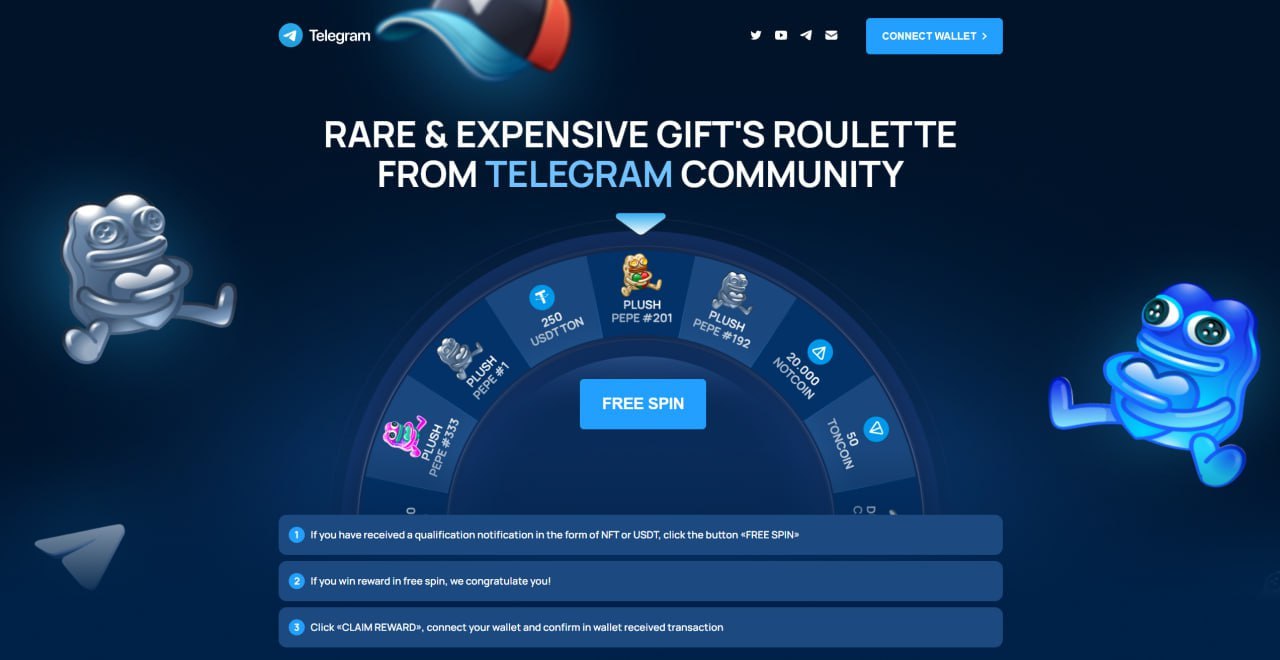 Telegram
CONNECT WALLET
RARE & EXPENSIVE GIFT'S ROULETTE
FROM TELEGRAM COMMUNITY
PLUSH
PEPE #333
PLUSH
PEPE #1
250
USDT TON
PLUSH
PEPE #201
PLUSH
PEPE #192
20.000
NOTCOIN
50
TONCOIN
FREE SPIN
1 If you have received a qualification notification in the form of NFT or USDT, click the button «FREE SPIN»
2 If you win reward in free spin, we congratulate you!
3 Click «CLAIM REWARD», connect your wallet and confirm in wallet received transaction